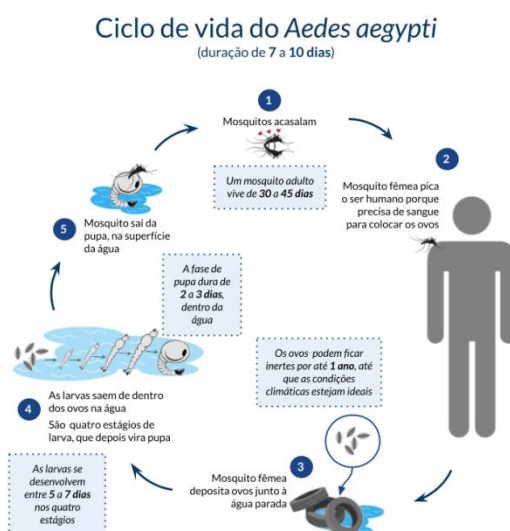 Ciclo de vida do Aedes aegypti
(duração de 7 a 10 dias)
1
Mosquitos acasalam
Um mosquito adulto
vive de 30 a 45 dias
2
Mosquito fêmea pica
o ser humano porque
precisa de sangue
para colocar os ovos
Os ovos podem ficar
inertes por até 1 ano, até
que as condições
climáticas estejam ideais
3
Mosquito fêmea
deposita ovos junto à
água parada
4
As larvas saem de dentro
dos ovos na água
São quatro estágios de
larva, que depois vira pupa
As larvas se
desenvolvem
entre 5 a 7 dias
nos quatro
estágios
A fase de
pupa dura de
2 a 3 dias,
dentro da
água
5
Mosquito sai da
pupa, na superfície
da água